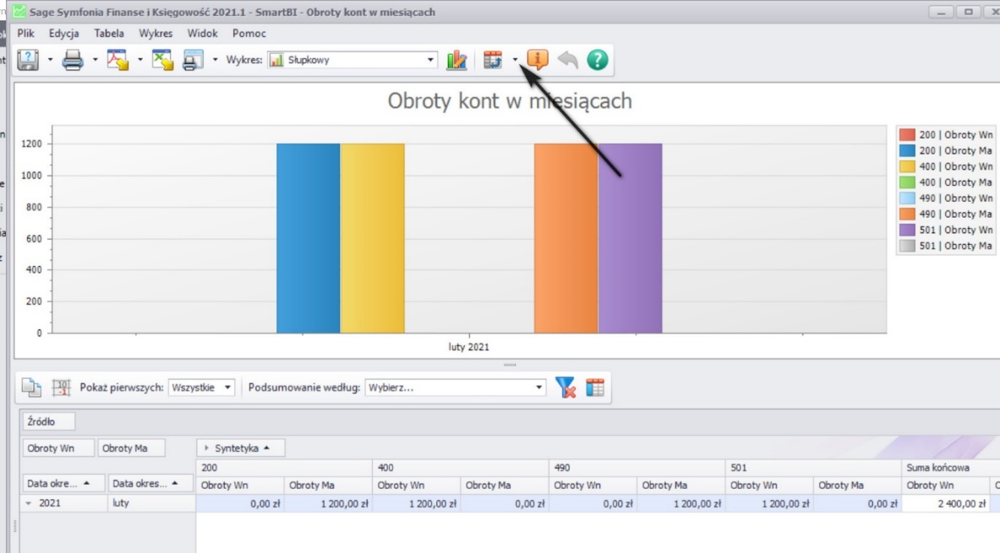 Sage Symfonia Finanse i Księgowość 2021.1 - SmartBI - Obroty kont w miesiącach
Plik Edycja Tabela Wykres Widok Pomoc
Wykres: Słupkowy
Obroty kont w miesiącach
1200
1000
800
600
400
200
0
luty 2021
200 | Obroty Wn
200 | Obroty Ma
400 | Obroty Wn
400 | Obroty Ma
490 | Obroty Wn
490 | Obroty Ma
501 | Obroty Wn
501 | Obroty Ma
Pokaż pierwszych: Wszystkie Podsumowanie według: Wybierz...
Źródło
Obroty Wn Obroty Ma Syntetyka
200 400 490 501 Suma końcowa
Data okre... Data okres... Obroty Wn Obroty Ma Obroty Wn Obroty Ma Obroty Wn Obroty Ma Obroty Wn Obroty Ma Obroty Wn
2021 luty 0,00 zł 1 200,00 zł 1 200,00 zł 0,00 zł 0,00 zł 1 200,00 zł 1 200,00 zł 0,00 zł 2 400,00 zł